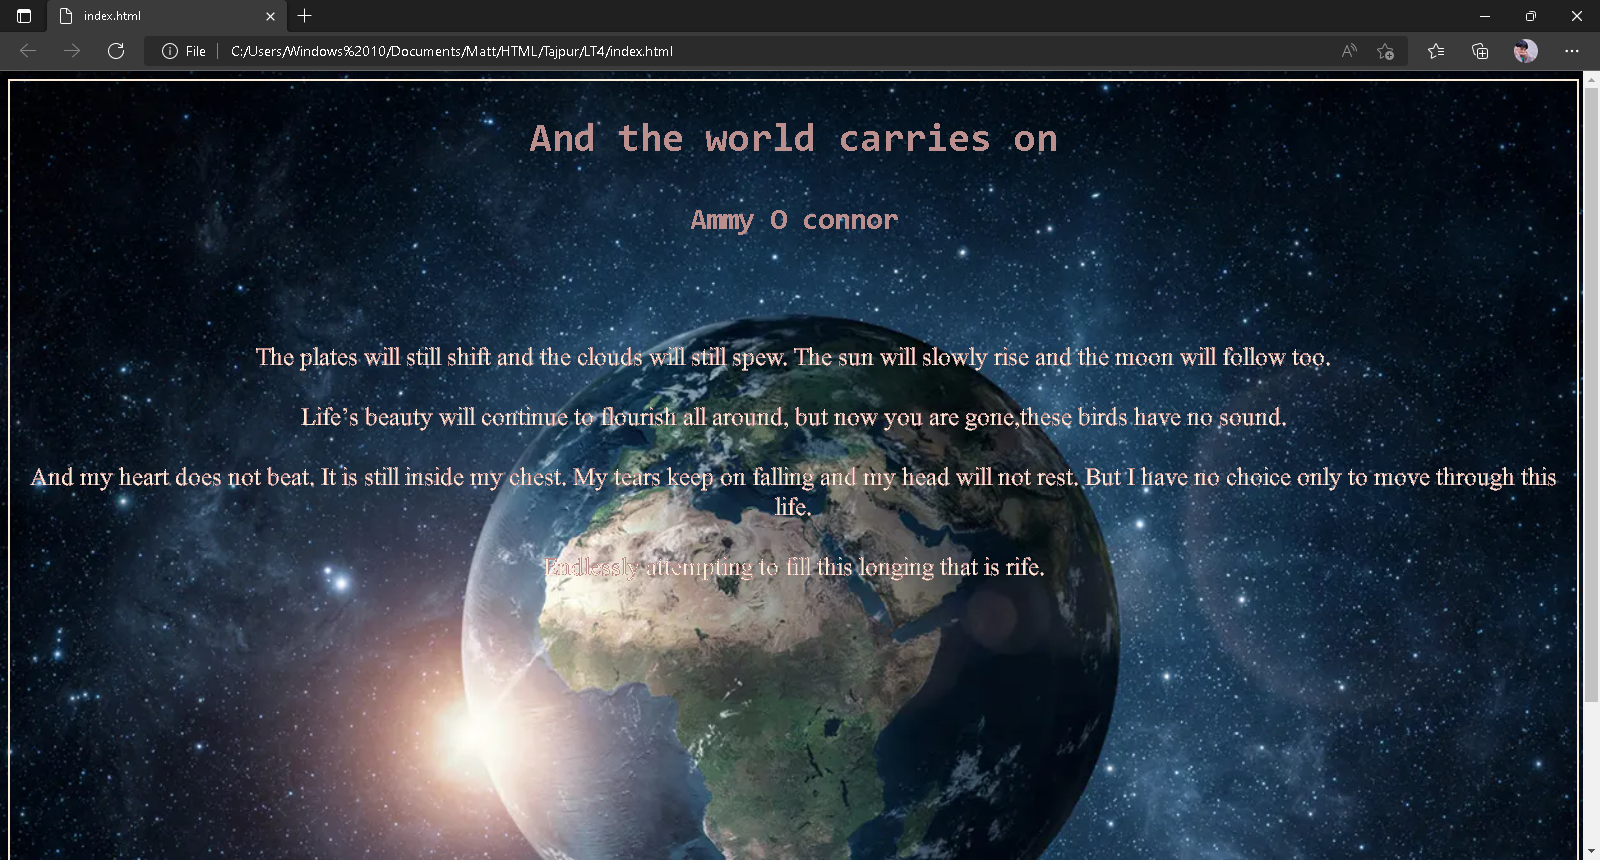 index.html
File
C:/Users/Windows%2010/Documents/Matt/HTML/Tajpur/LT4/index.html
And the world carries on
Ammy O connor
The plates will still shift and the clouds will still spew. The sun will slowly rise and the moon will follow too.
Life’s beauty will continue to flourish all around, but now you are gone,these birds have no sound.
And my heart does not beat. It is still inside my chest. My tears keep on falling and my head will not rest. But I have no choice only to move through this
life.
Endlessly attempting to fill this longing that is rife.